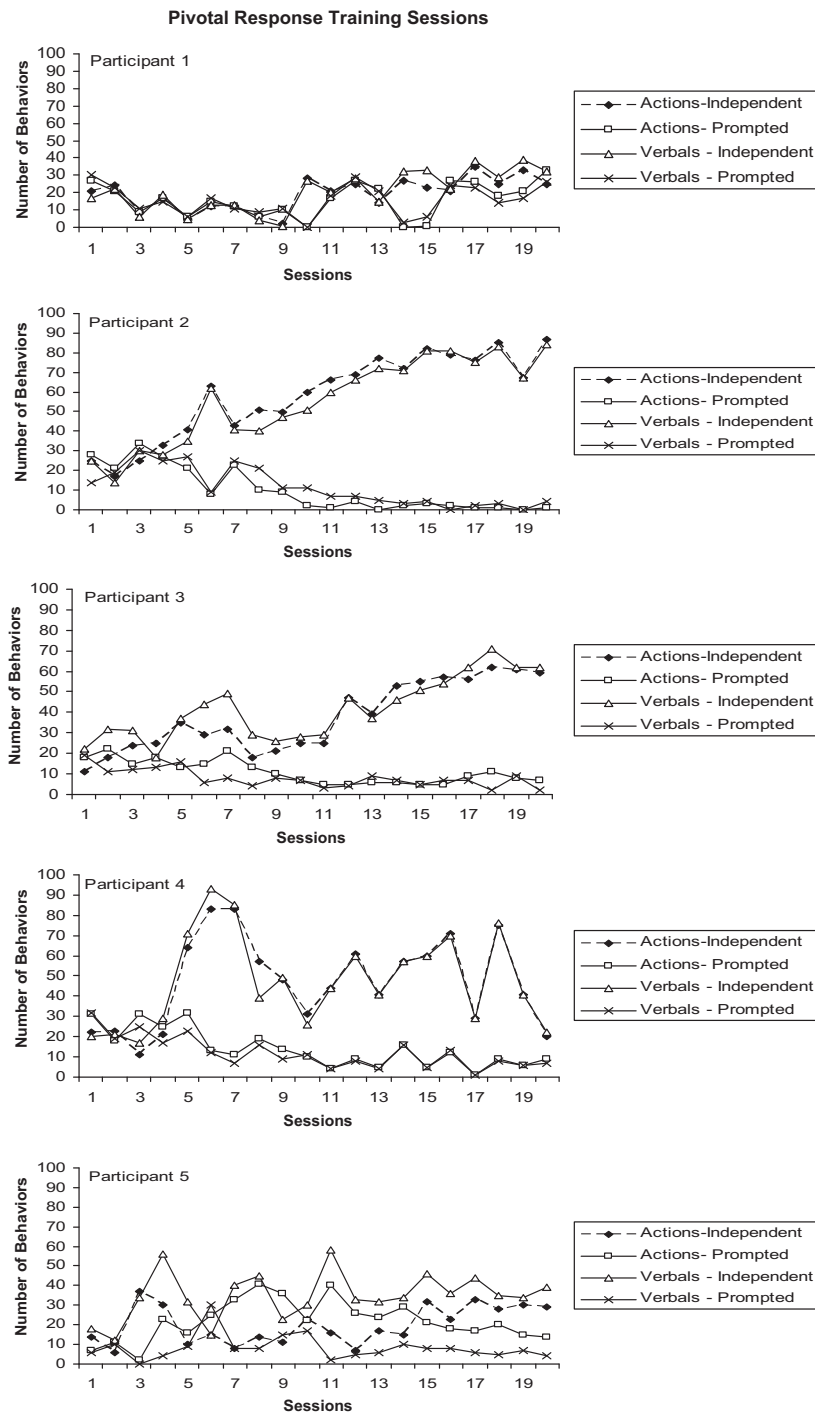 Pivotal Response Training Sessions
Number of Behaviors
100
90
80
70
60
50
40
30
20
10
0
Participant 1
1 3 5 7 9 11 13 15 17 19
Sessions
Actions-Independent
Actions- Prompted
Verbals - Independent
Verbals - Prompted
Number of Behaviors
100
90
80
70
60
50
40
30
20
10
0
Participant 2
1 3 5 7 9 11 13 15 17 19
Sessions
Actions-Independent
Actions- Prompted
Verbals - Independent
Verbals - Prompted
Number of Behaviors
100
90
80
70
60
50
40
30
20
10
0
Participant 3
1 3 5 7 9 11 13 15 17 19
Sessions
Actions-Independent
Actions- Prompted
Verbals - Independent
Verbals - Prompted
Number of Behaviors
100
90
80
70
60
50
40
30
20
10
0
Participant 4
1 3 5 7 9 11 13 15 17 19
Sessions
Actions-Independent
Actions- Prompted
Verbals - Independent
Verbals - Prompted
Number of Behaviors
100
90
80
70
60
50
40
30
20
10
0
Participant 5
1 3 5 7 9 11 13 15 17 19
Sessions
Actions-Independent
Actions- Prompted
Verbals - Independent
Verbals - Prompted